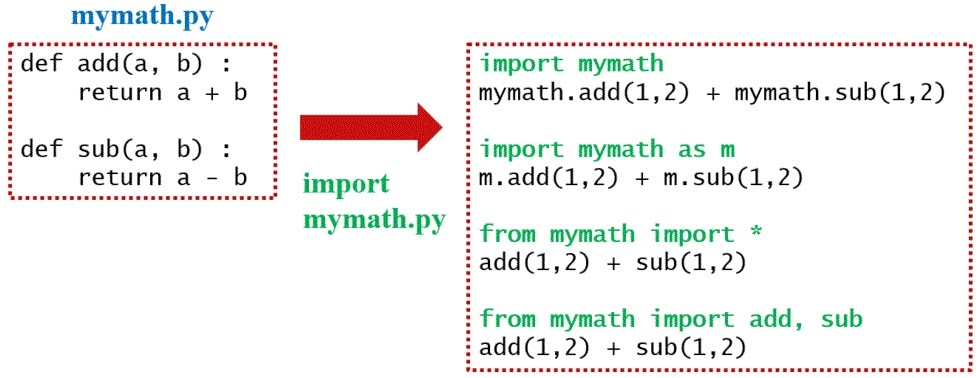 mymath.py
def add(a, b) :
    return a + b
def sub(a, b) :
    return a - b
import
mymath.py
import mymath
mymath.add(1,2) + mymath.sub(1,2)
import mymath as m
m.add(1,2) + m.sub(1,2)
from mymath import *
add(1,2) + sub(1,2)
from mymath import add, sub
add(1,2) + sub(1,2)